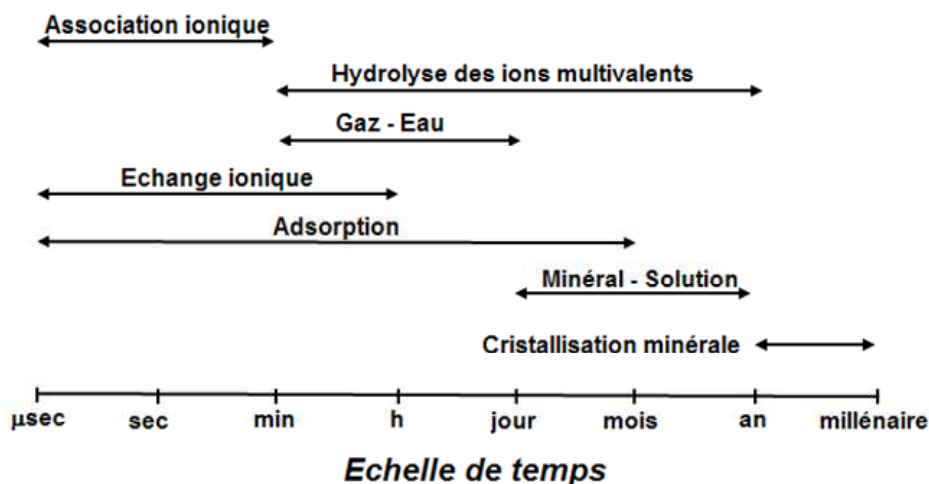 Association ionique
Hydrolyse des ions multivalents
Gaz - Eau
Echange ionique
Adsorption
Minéral - Solution
Cristallisation minérale
μsec sec min h jour mois an millénaire
Echelle de temps